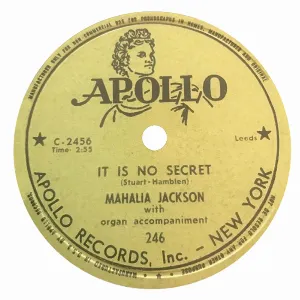 APOLLO
C-2456
Time- 2:55
Leeds
IT IS NO SECRET
(Stuart-Hamblen)
MAHALIA JACKSON
with
organ accompaniment
246
APOLLO RECORDS, Inc. - NEW YORK